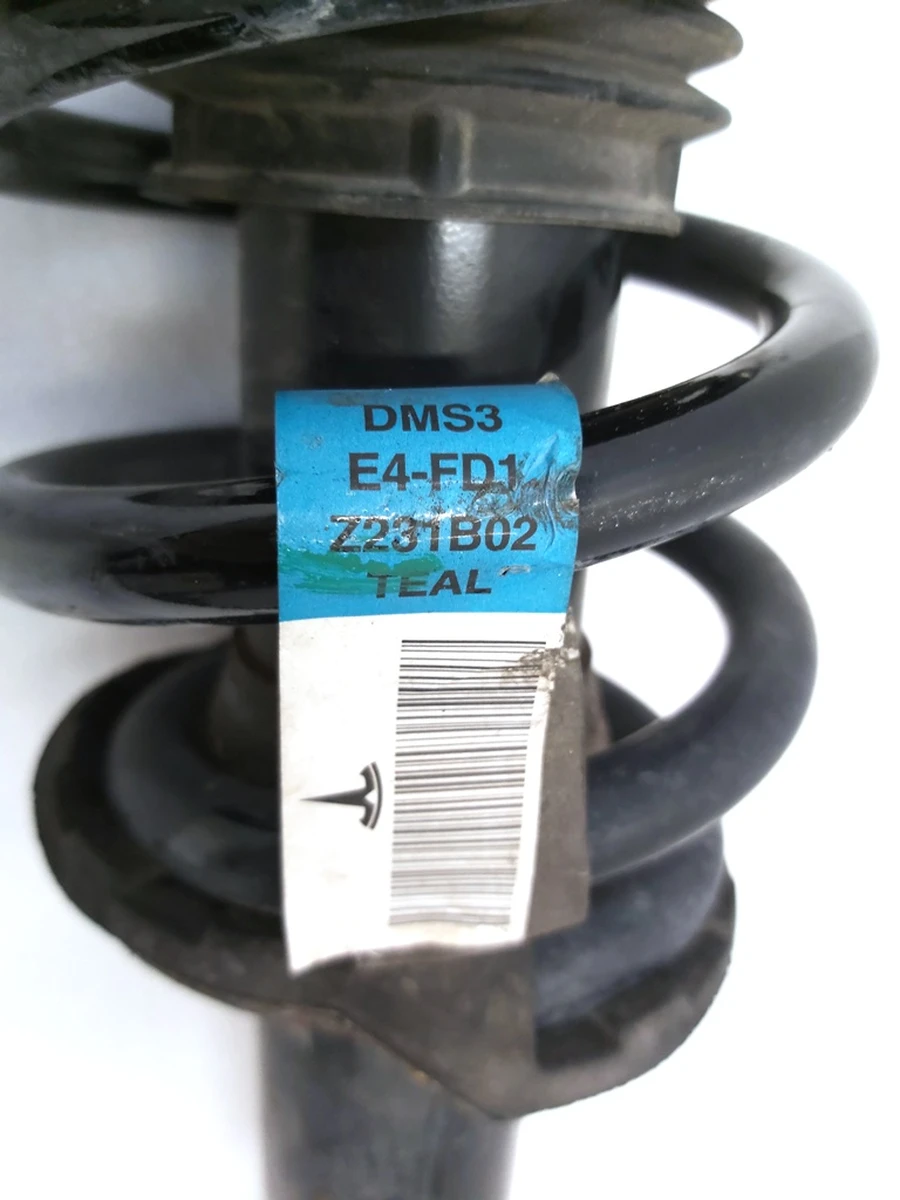 DMS3
E4-FD1
Z231B02
TEAL